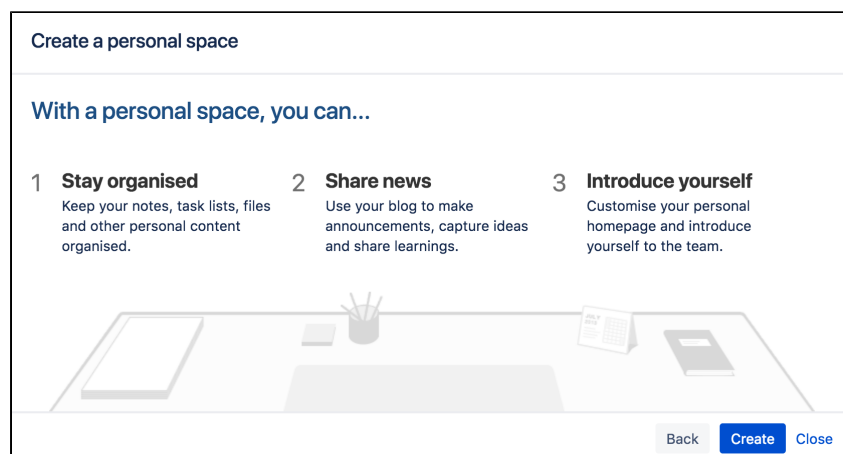 Create a personal space
With a personal space, you can...
1 Stay organised
Keep your notes, task lists, files
and other personal content
organised.
2 Share news
Use your blog to make
announcements, capture ideas
and share learnings.
3 Introduce yourself
Customise your personal
homepage and introduce
yourself to the team.
JULY
Back Create Close